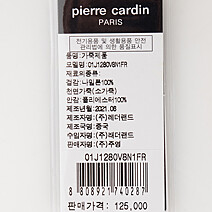 pierre cardin
PARIS
전기용품 및 생활용품 안전
관리법에 의한 품질표시
품명:가죽제품
모델명:01J1280VBN1FR
재료의종류:
겉감:나일론100%
천연가죽(소가죽)
안감:폴리에스터100%
제조년월:2021.06
제조자명:(주)레더랜드
제조국명:중국
수입자명:(주)레더랜드
판매자명:(주)주영
01J1280VBN1FR
8 808921 740287
판매가격: 125,000